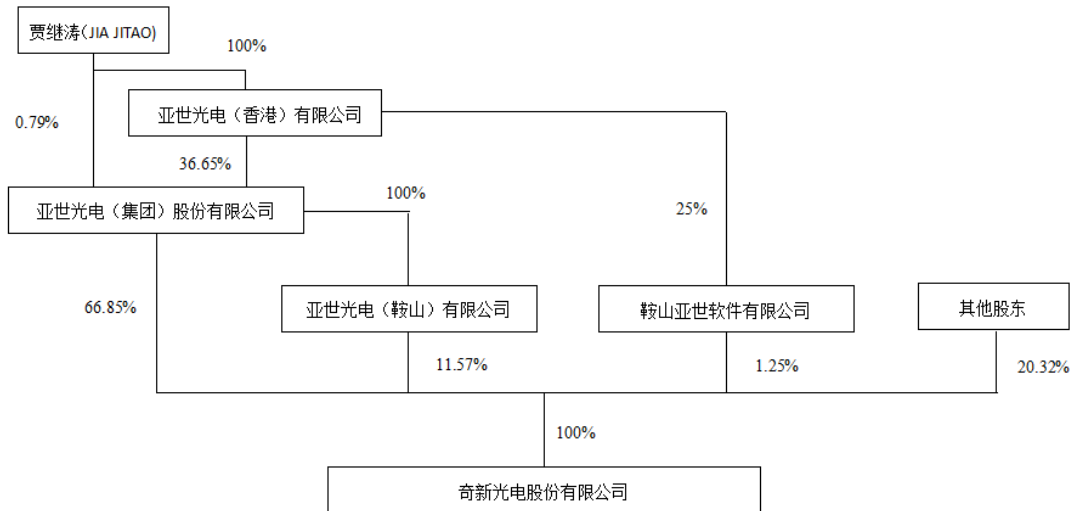 贾继涛(JIA JITAO)
100%
亚世光电（香港）有限公司
0.79%
36.65%
100%
亚世光电（集团）股份有限公司
25%
66.85%
亚世光电（鞍山）有限公司
鞍山亚世软件有限公司
其他股东
11.57%
1.25%
20.32%
100%
奇新光电股份有限公司